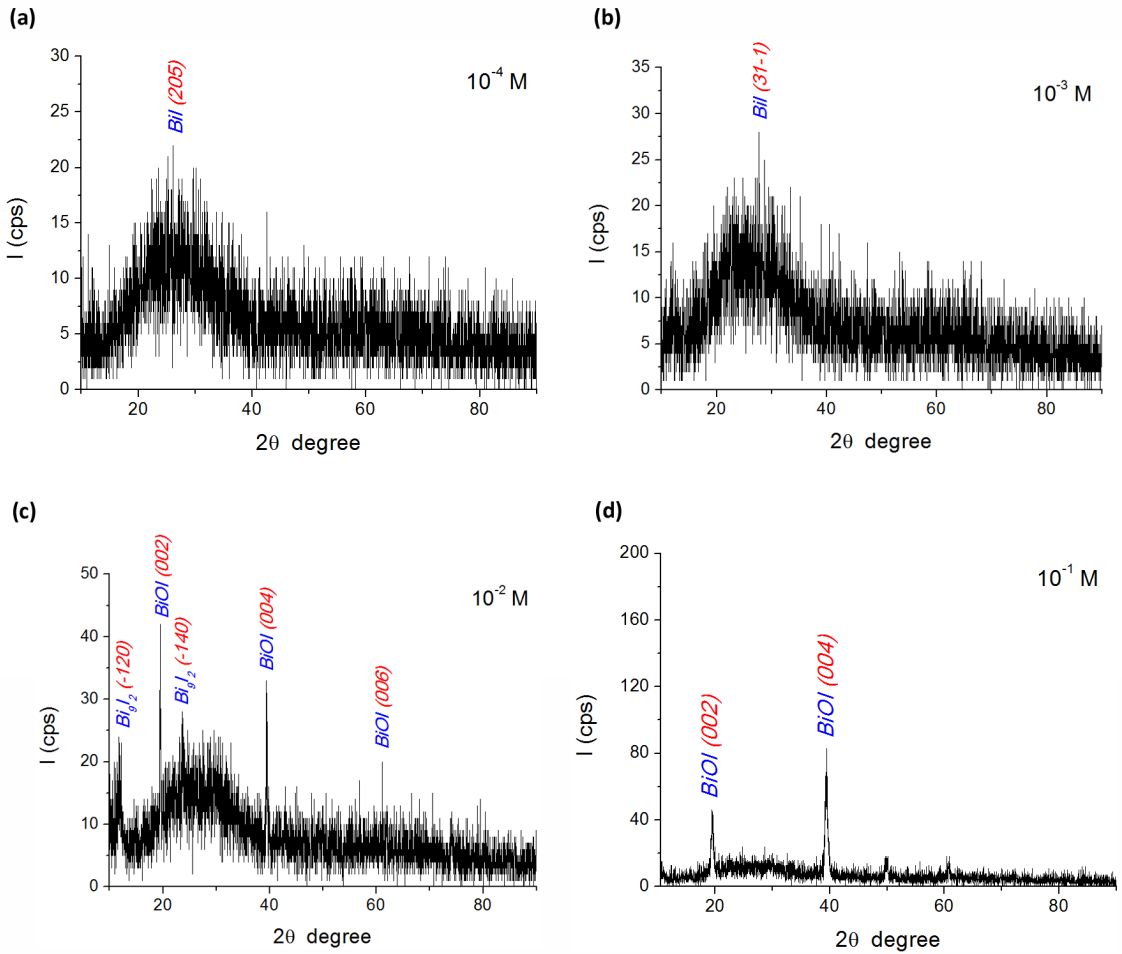 (a)
30
25
20
15
10
5
0
I (cps)
BiI (205)
10⁻⁴ M
20 40 60 80
2θ degree
(b)
35
30
25
20
15
10
5
0
I (cps)
BiI (31-1)
10⁻³ M
20 40 60 80
2θ degree
(c)
50
40
30
20
10
0
I (cps)
Bi₉I₂ (-120)
BiOI (002)
Bi₉I₂ (-140)
BiOI (004)
BiOI (006)
10⁻² M
20 40 60 80
2θ degree
(d)
200
160
120
80
40
0
I (cps)
BiOI (002)
BiOI (004)
10⁻¹ M
20 40 60 80
2θ degree